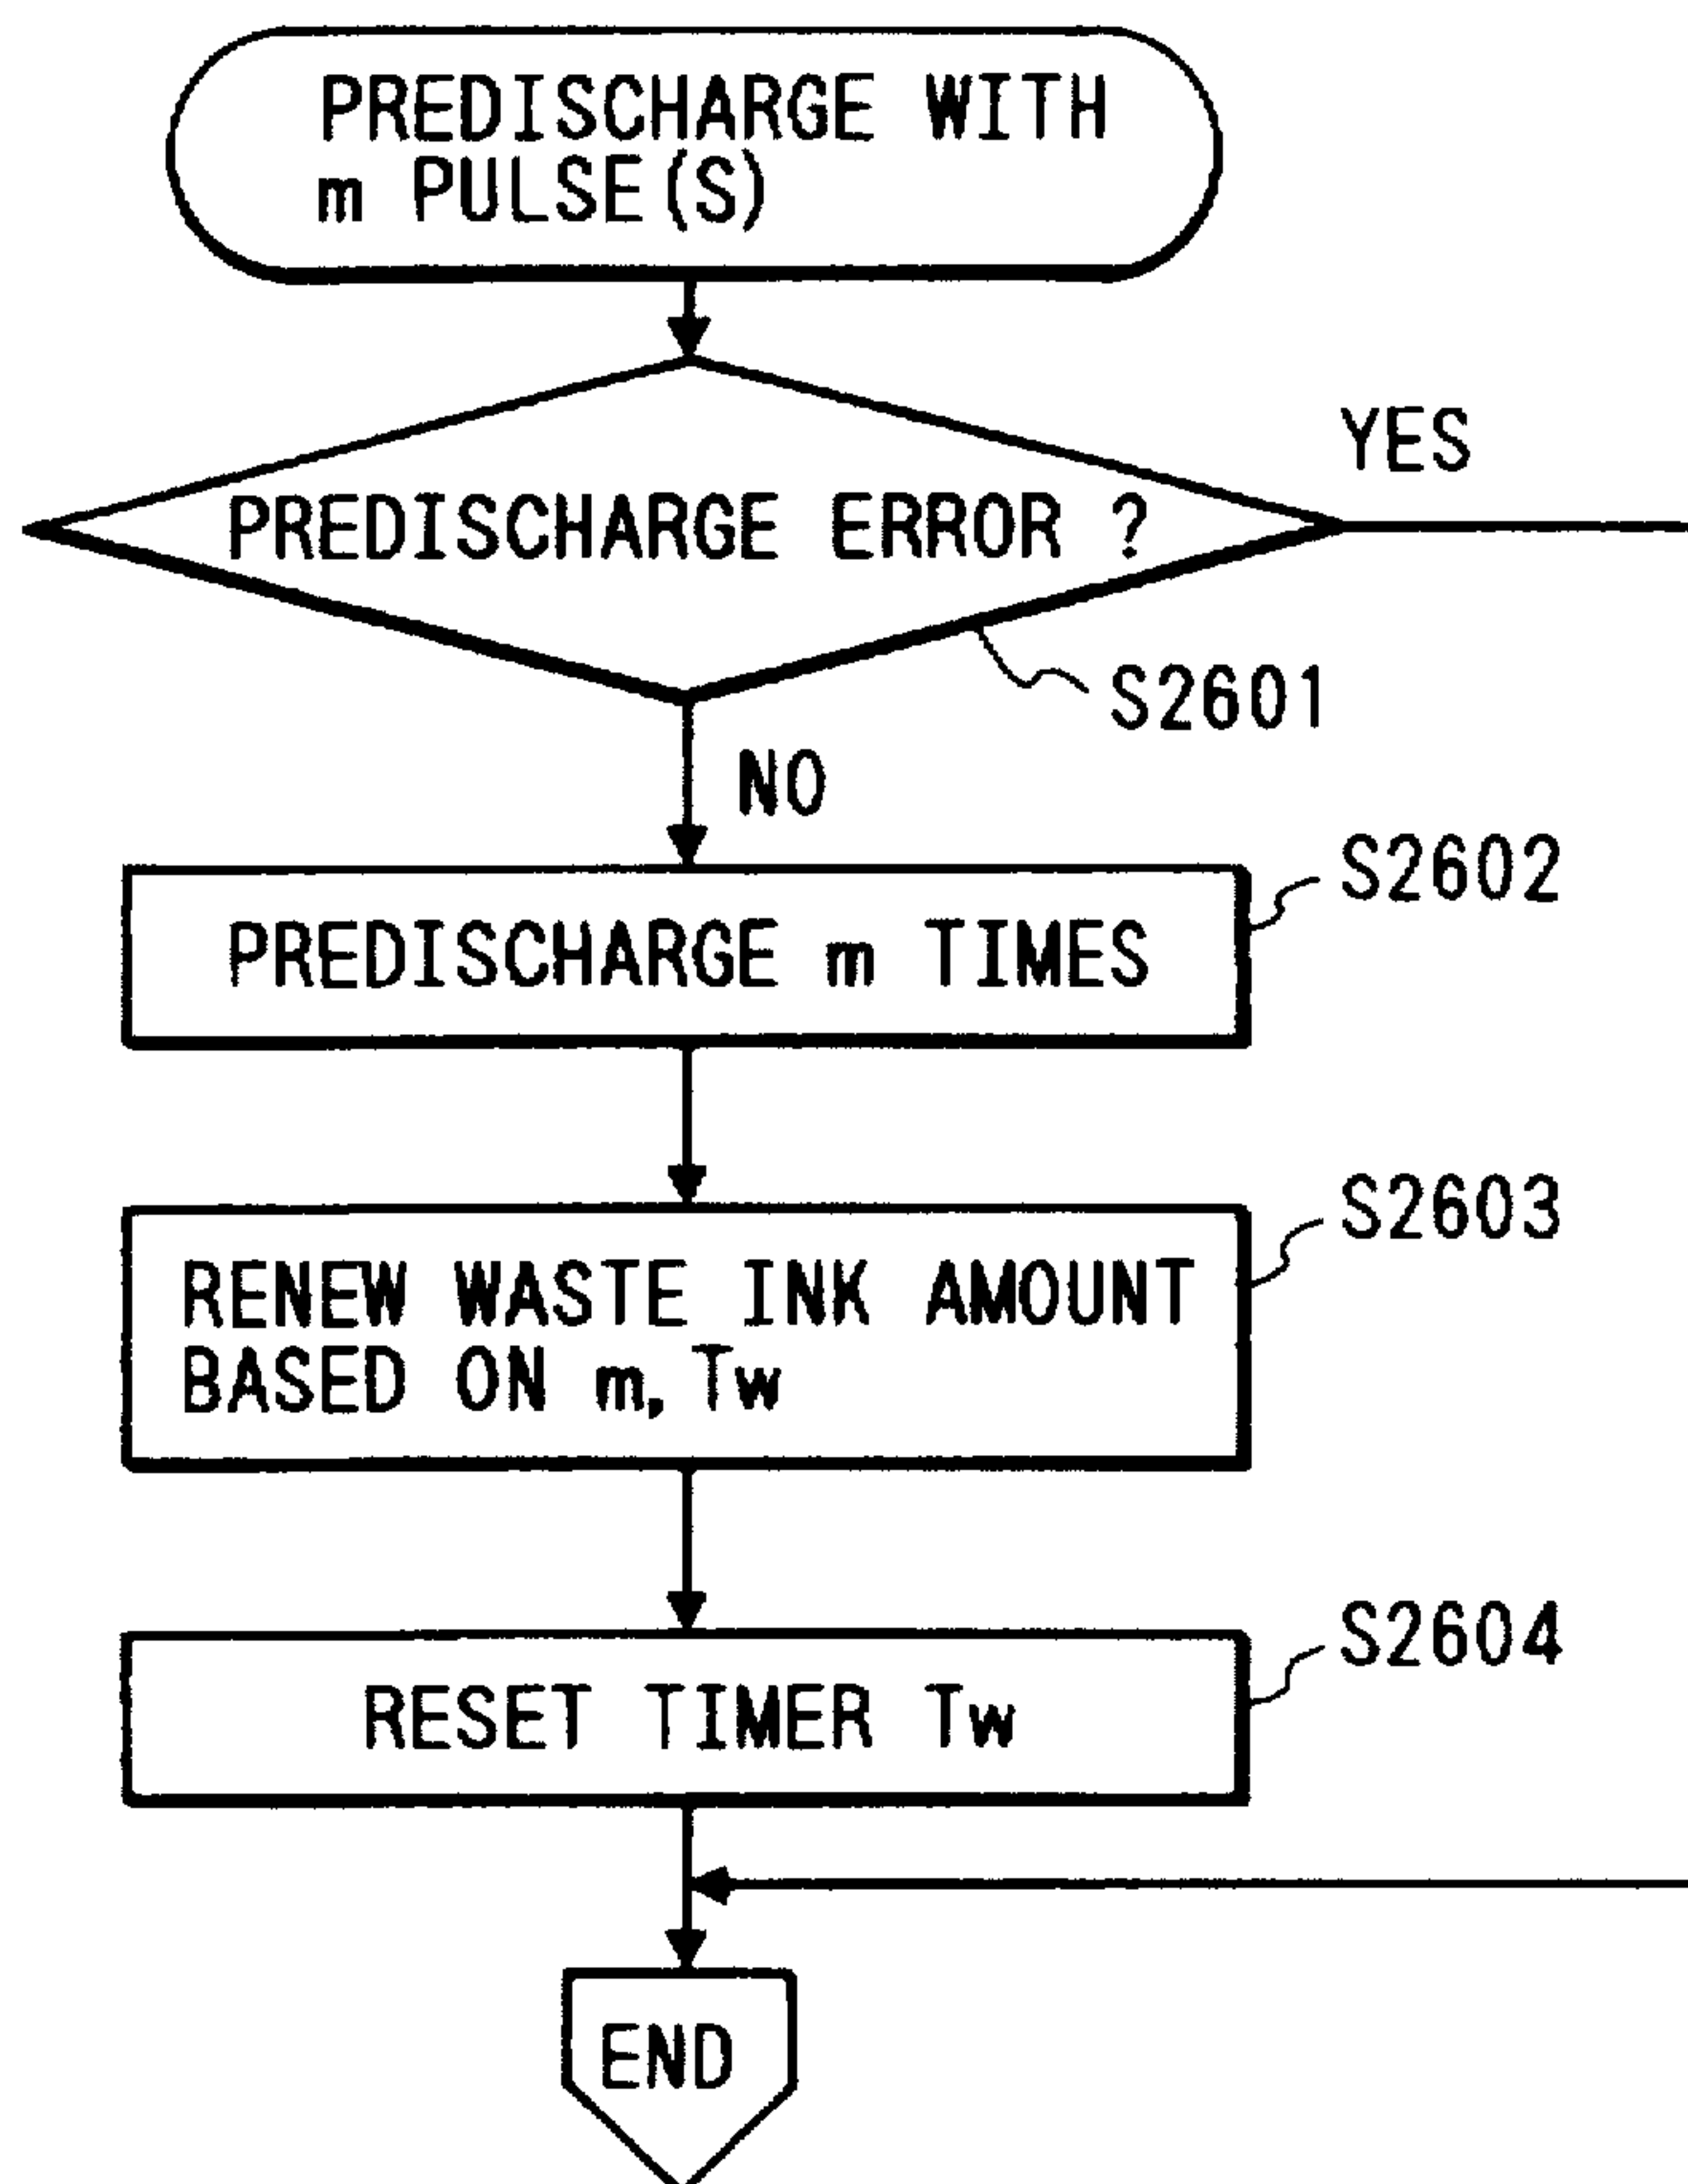 PREDISCHARGE WITH
m PULSE(S)
YES
PREDISCHARGE ERROR ?
S2601
NO
S2602
PREDISCHARGE m TIMES
S2603
RENEW WASTE INK AMOUNT
BASED ON m,Tw
S2604
RESET TIMER Tw
END